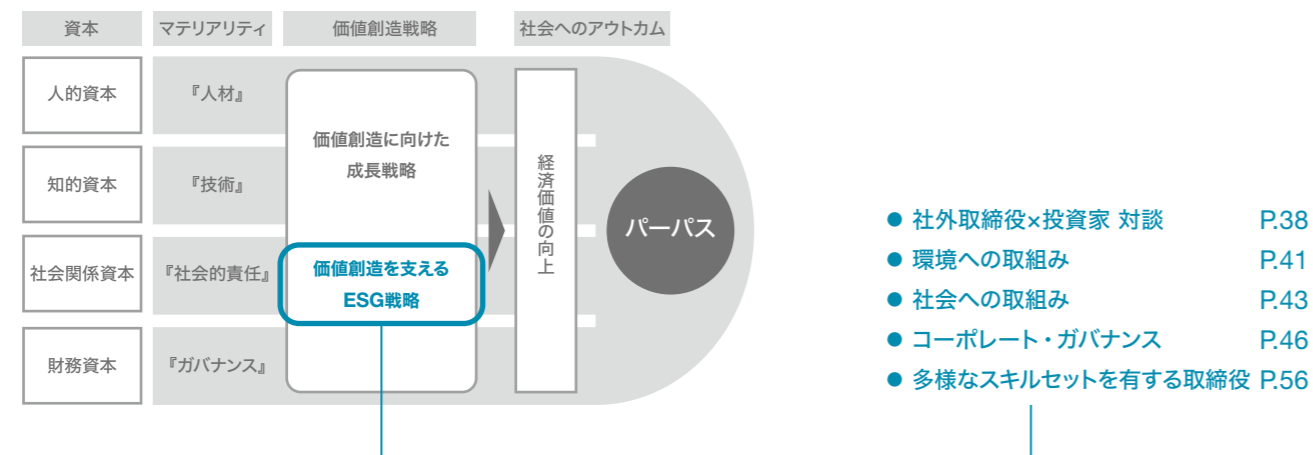 資本 マテリアリティ 価値創造戦略 社会へのアウトカム
人的資本 『人材』
知的資本 『技術』
社会関係資本 『社会的責任』
財務資本 『ガバナンス』
価値創造に向けた
成長戦略
価値創造を支える
ESG戦略
経済価値の向上
パーパス
● 社外取締役×投資家 対談 P.38
● 環境への取組み P.41
● 社会への取組み P.43
● コーポレート・ガバナンス P.46
● 多様なスキルセットを有する取締役 P.56